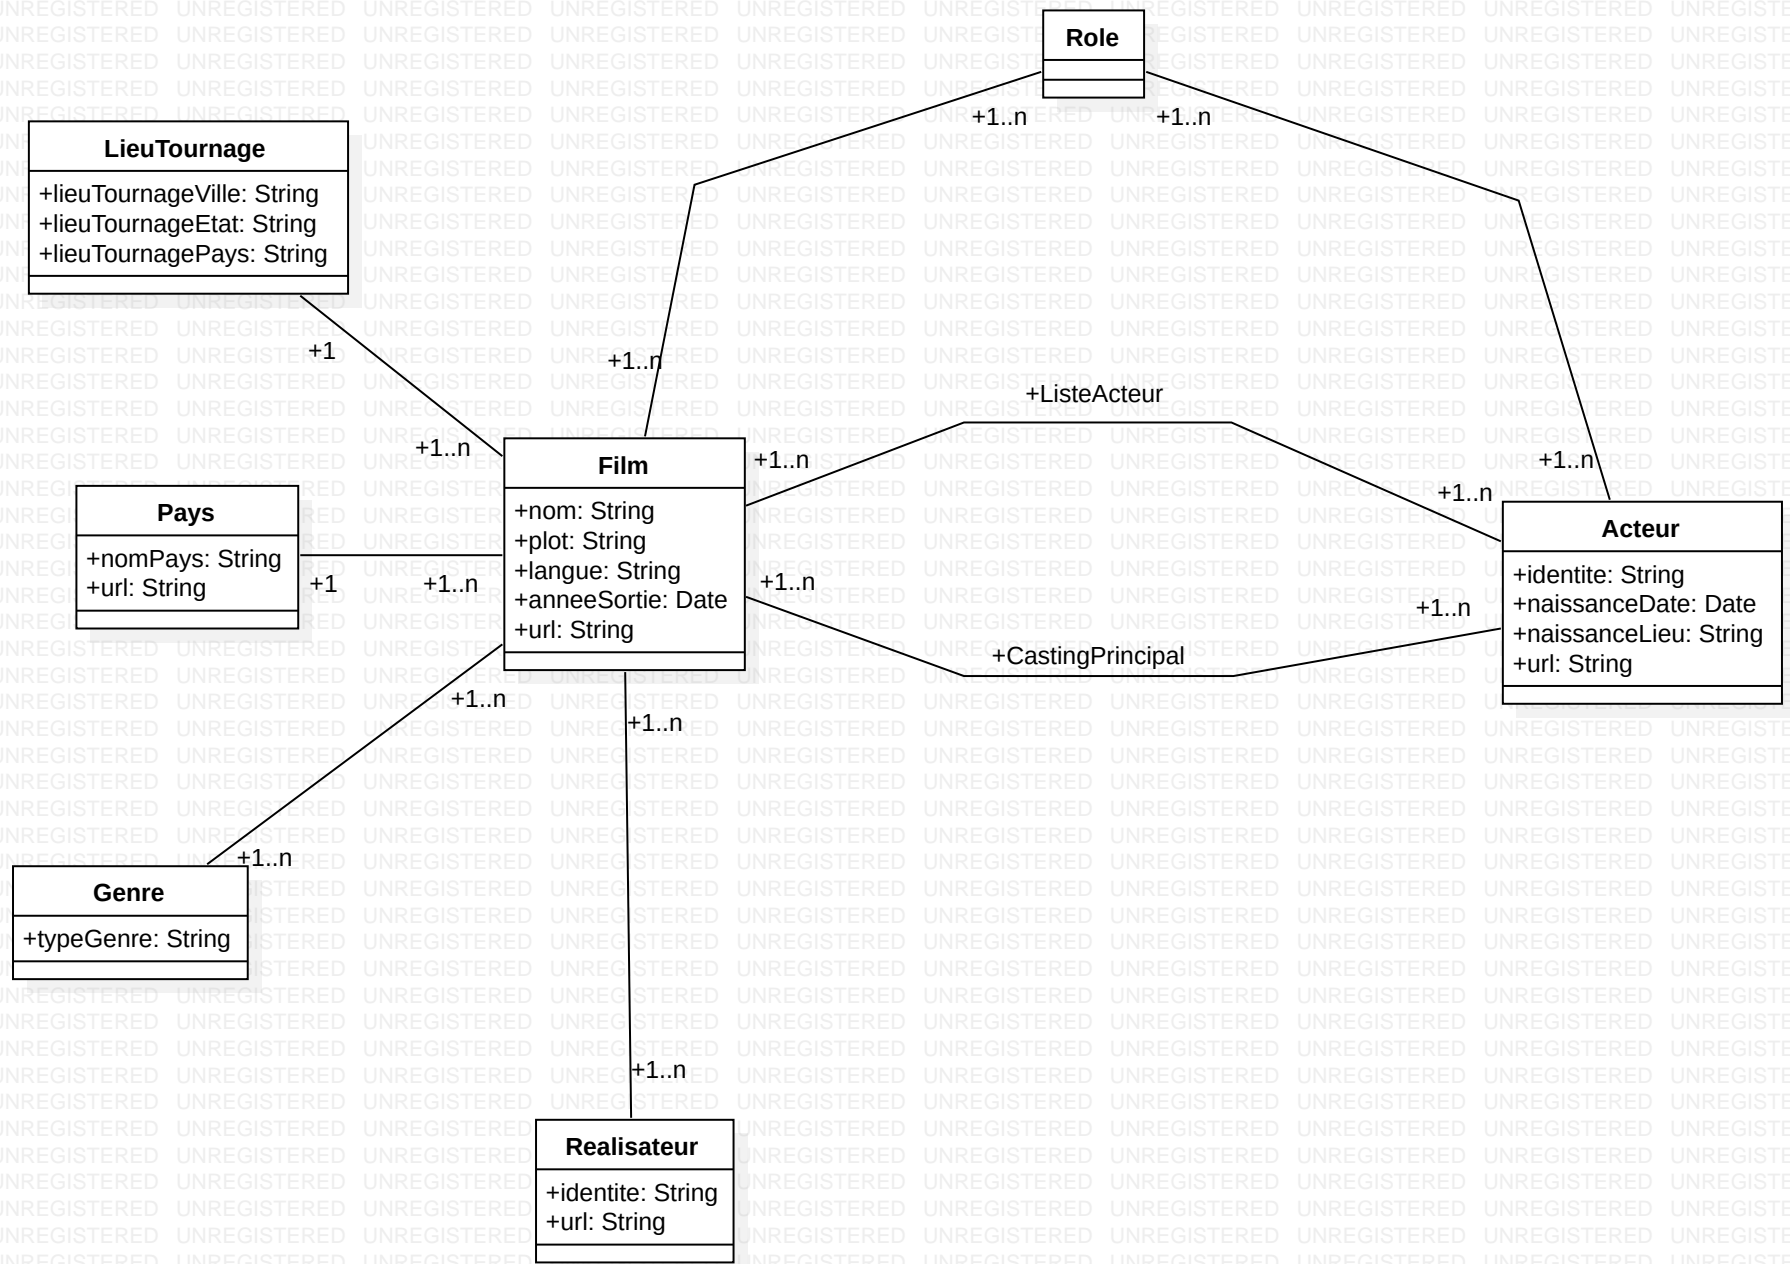 Role
+1..n
+1..n
LieuTournage
+lieuTournageVille: String
+lieuTournageEtat: String
+lieuTournagePays: String
+1
+1..n
+1..n
+ListeActeur
+1..n
+1..n
+1..n
Film
+nom: String
+plot: String
+langue: String
+anneeSortie: Date
+url: String
Pays
+nomPays: String
+url: String
+1
+1..n
+1..n
+1..n
+CastingPrincipal
Acteur
+identite: String
+naissanceDate: Date
+naissanceLieu: String
+url: String
+1..n
+1..n
+1..n
Genre
+typeGenre: String
+1..n
Realisateur
+identite: String
+url: String
UNREGISTERED